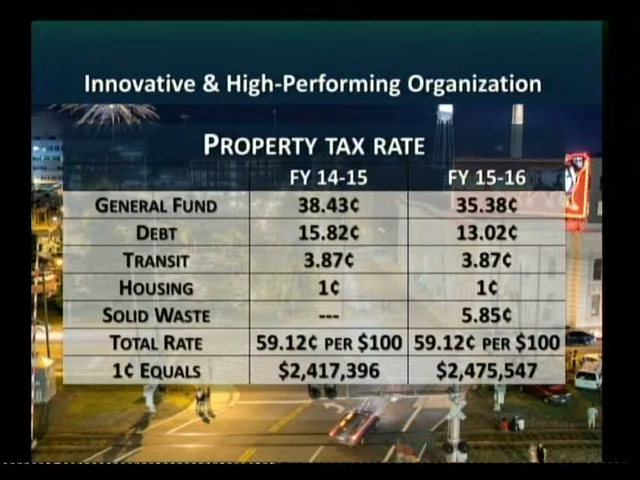 Innovative & High-Performing Organization
PROPERTY TAX RATE
FY 14-15 FY 15-16
GENERAL FUND 38.43¢ 35.38¢
DEBT 15.82¢ 13.02¢
TRANSIT 3.87¢ 3.87¢
HOUSING 1¢ 1¢
SOLID WASTE --- 5.85¢
TOTAL RATE 59.12¢ PER $100 59.12¢ PER $100
1¢ EQUALS $2,417,396 $2,475,547